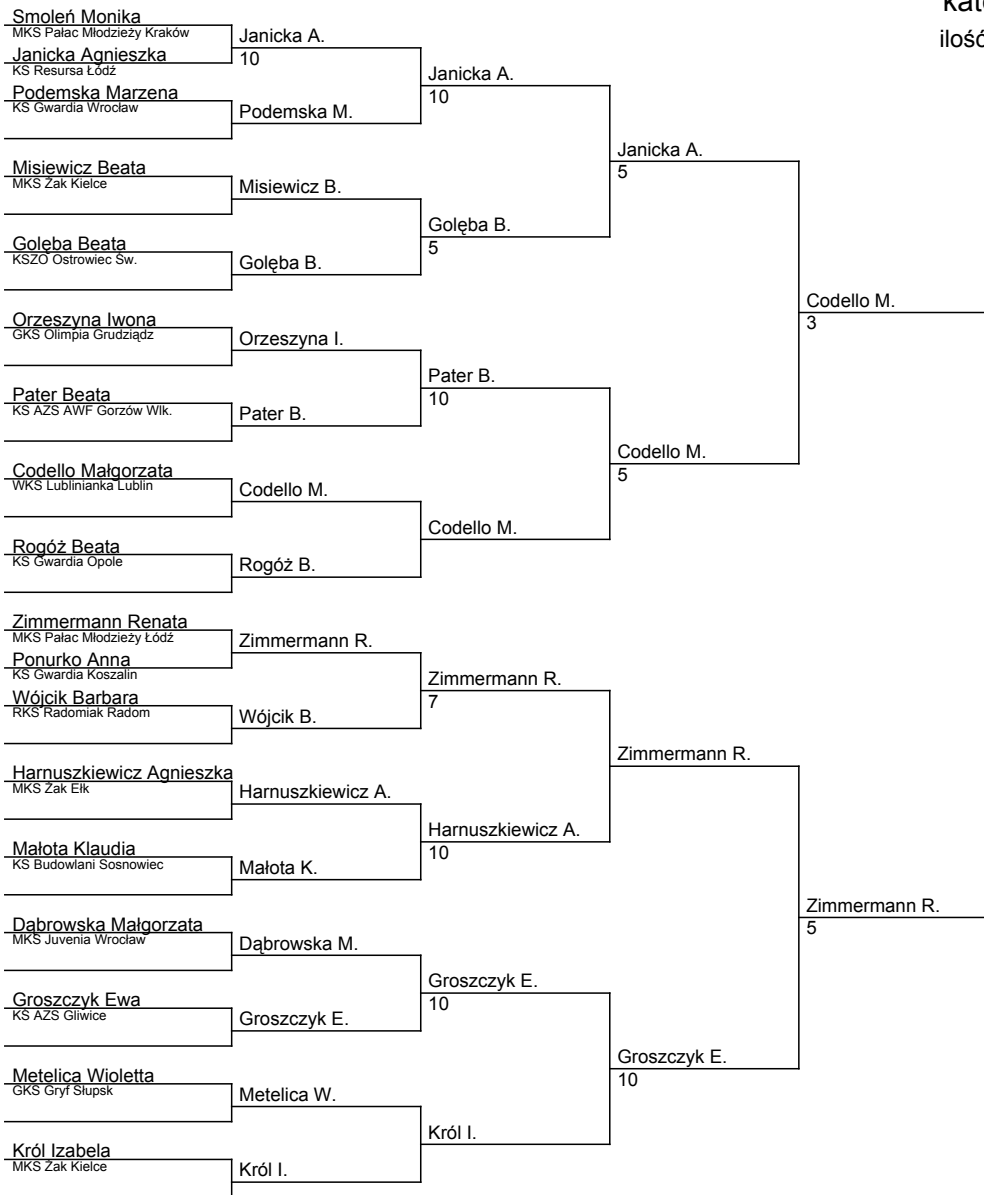 kat
ilość
Smoleń Monika
MKS Pałac Młodzieży Kraków
Janicka A.
10
Janicka Agnieszka
KS Resursa Łódź
Janicka A.
10
Podemska Marzena
KS Gwardia Wrocław
Podemska M.
Janicka A.
5
Misiewicz Beata
MKS Żak Kielce
Misiewicz B.
Golęba B.
5
Golęba Beata
KSZO Ostrowiec Św.
Golęba B.
Codello M.
3
Orzeszyna Iwona
GKS Olimpia Grudziądz
Orzeszyna I.
Pater B.
10
Pater Beata
KS AZS AWF Gorzów Wlk.
Pater B.
Codello M.
5
Codello Małgorzata
WKS Lublinianka Lublin
Codello M.
Codello M.
Rogóż Beata
KS Gwardia Opole
Rogóż B.
Zimmermann Renata
MKS Pałac Młodzieży Łódź
Zimmermann R.
Ponurko Anna
KS Gwardia Koszalin
Zimmermann R.
7
Wójcik Barbara
RKS Radomiak Radom
Wójcik B.
Zimmermann R.
Harnuszkiewicz Agnieszka
MKS Żak Ełk
Harnuszkiewicz A.
Harnuszkiewicz A.
10
Małota Klaudia
KS Budowlani Sosnowiec
Małota K.
Zimmermann R.
5
Dąbrowska Małgorzata
MKS Juvenia Wrocław
Dąbrowska M.
Groszczyk E.
10
Groszczyk Ewa
KS AZS Gliwice
Groszczyk E.
Groszczyk E.
10
Metelica Wioletta
GKS Gryf Słupsk
Metelica W.
Król I.
Król Izabela
MKS Żak Kielce
Król I.